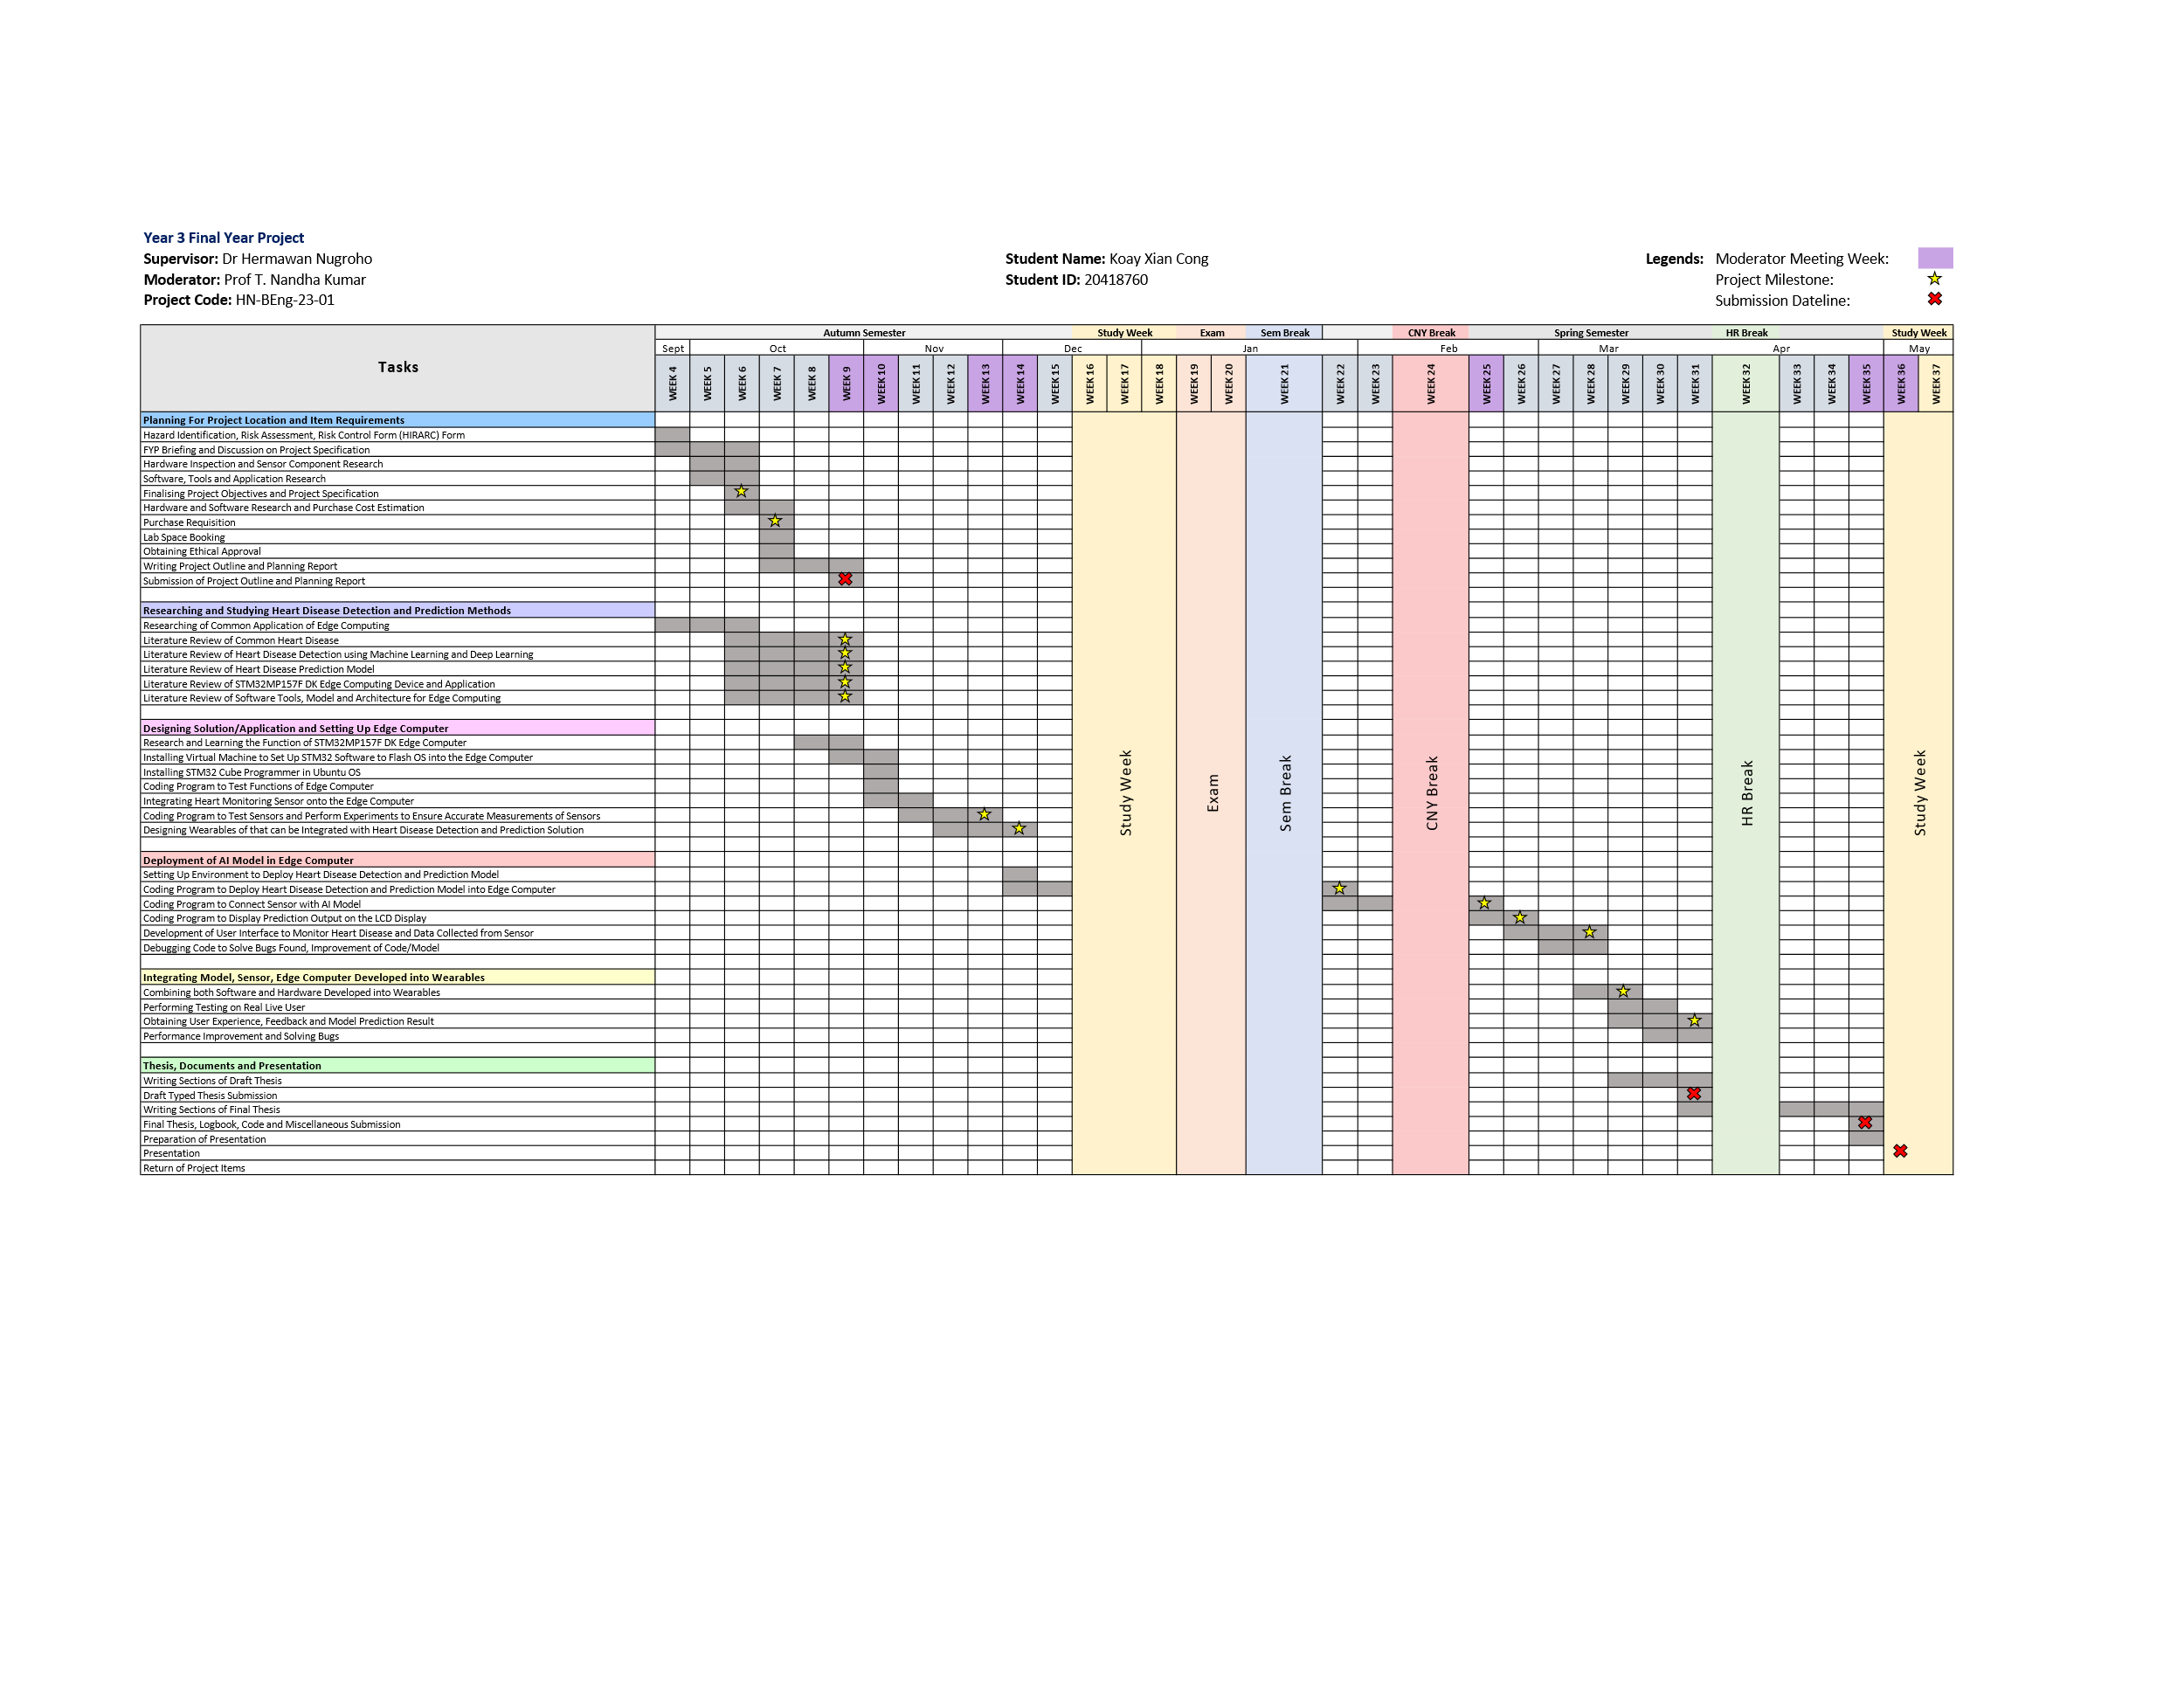 Year 3 Final Year Project
Supervisor: Dr Hermawan Nugroho
Student Name: Koay Xian Cong
Legends: Moderator Meeting Week:
Moderator: Prof T. Nandha Kumar
Student ID: 20418760
Project Milestone:
Project Code: HN-BEng-23-01
Submission Dateline:
Tasks
Autumn Semester Study Week Exam Sem Break CNY Break Spring Semester HR Break Study Week
Sept Oct Nov Dec Jan Feb Mar Apr May
WEEK 4 WEEK 5 WEEK 6 WEEK 7 WEEK 8 WEEK 9 WEEK 10 WEEK 11 WEEK 12 WEEK 13 WEEK 14 WEEK 15 WEEK 16 WEEK 17 WEEK 18 WEEK 19 WEEK 20 WEEK 21 WEEK 22 WEEK 23 WEEK 24 WEEK 25 WEEK 26 WEEK 27 WEEK 28 WEEK 29 WEEK 30 WEEK 31 WEEK 32 WEEK 33 WEEK 34 WEEK 35 WEEK 36 WEEK 37
Planning For Project Location and Item Requirements
Hazard Identification, Risk Assessment, Risk Control Form (HIRARC) Form
FYP Briefing and Discussion on Project Specification
Hardware Inspection and Sensor Component Research
Software, Tools and Application Research
Finalising Project Objectives and Project Specification
Hardware and Software Research and Purchase Cost Estimation
Purchase Requisition
Lab Space Booking
Obtaining Ethical Approval
Writing Project Outline and Planning Report
Submission of Project Outline and Planning Report
Researching and Studying Heart Disease Detection and Prediction Methods
Researching of Common Application of Edge Computing
Literature Review of Common Heart Disease
Literature Review of Heart Disease Detection using Machine Learning and Deep Learning
Literature Review of Heart Disease Prediction Model
Literature Review of STM32MP157F DK Edge Computing Device and Application
Literature Review of Software Tools, Model and Architecture for Edge Computing
Designing Solution/Application and Setting Up Edge Computer
Research and Learning the Function of STM32MP157F DK Edge Computer
Installing Virtual Machine to Set Up STM32 Software to Flash OS into the Edge Computer
Installing STM32 Cube Programmer in Ubuntu OS
Coding Program to Test Functions of Edge Computer
Integrating Heart Monitoring Sensor onto the Edge Computer
Coding Program to Test Sensors and Perform Experiments to Ensure Accurate Measurements of Sensors
Designing Wearables of that can be Integrated with Heart Disease Detection and Prediction Solution
Study Week
Exam
Sem Break
CNY Break
HR Break
Study Week
Deployment of AI Model in Edge Computer
Setting Up Environment to Deploy Heart Disease Detection and Prediction Model
Coding Program to Deploy Heart Disease Detection and Prediction Model into Edge Computer
Coding Program to Connect Sensor with AI Model
Coding Program to Display Prediction Output on the LCD Display
Development of User Interface to Monitor Heart Disease and Data Collected from Sensor
Debugging Code to Solve Bugs Found, Improvement of Code/Model
Integrating Model, Sensor, Edge Computer Developed into Wearables
Combining both Software and Hardware Developed into Wearables
Performing Testing on Real Live User
Obtaining User Experience, Feedback and Model Prediction Result
Performance Improvement and Solving Bugs
Thesis, Documents and Presentation
Writing Sections of Draft Thesis
Draft Typed Thesis Submission
Writing Sections of Final Thesis
Final Thesis, Logbook, Code and Miscellaneous Submission
Preparation of Presentation
Presentation
Return of Project Items